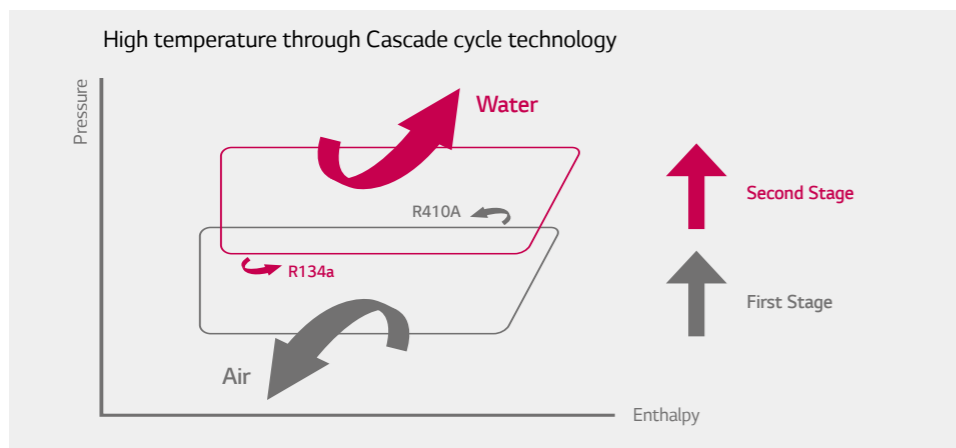 High temperature through Cascade cycle technology
Pressure
Water
R410A
Second Stage
R134a
First Stage
Air
Enthalpy